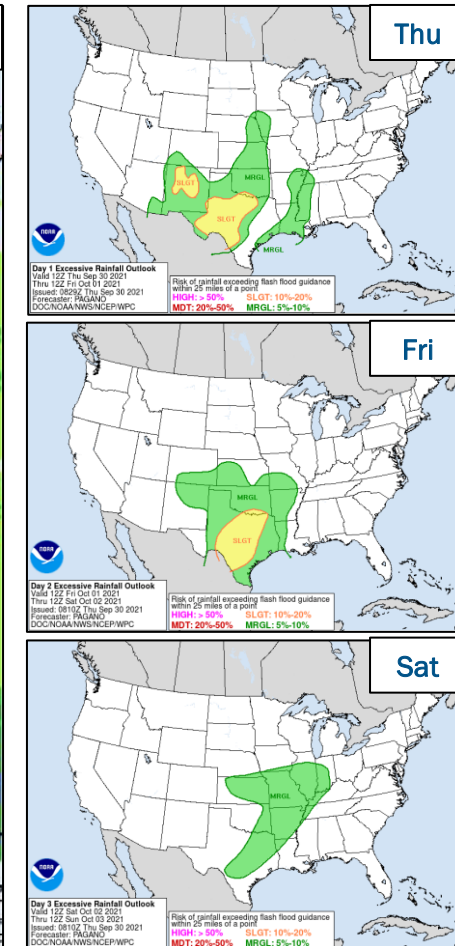 Thu
SLGT
MRGL
SLGT
MRGL
NOAA
Day 1 Excessive Rainfall Outlook
Valid 12Z Thu Sep 30 2021
Thru 12Z Fri Oct 01 2021
Issued: 0829Z Thu Sep 30 2021
Forecaster: PAGANO
DOC/NOAA/NWS/NCEP/WPC
Risk of rainfall exceeding flash flood guidance
within 25 miles of a point
HIGH: > 50% SLGT: 10%-20%
MDT: 20%-50% MRGL: 5%-10%
Fri
MRGL
SLGT
NOAA
Day 2 Excessive Rainfall Outlook
Valid 12Z Fri Oct 01 2021
Thru 12Z Sat Oct 02 2021
Issued: 0810Z Thu Sep 30 2021
Forecaster: PAGANO
DOC/NOAA/NWS/NCEP/WPC
Risk of rainfall exceeding flash flood guidance
within 25 miles of a point
HIGH: > 50% SLGT: 10%-20%
MDT: 20%-50% MRGL: 5%-10%
Sat
MRGL
NOAA
Day 3 Excessive Rainfall Outlook
Valid 12Z Sat Oct 02 2021
Thru 12Z Sun Oct 03 2021
Issued: 0810Z Thu Sep 30 2021
Forecaster: PAGANO
DOC/NOAA/NWS/NCEP/WPC
Risk of rainfall exceeding flash flood guidance
within 25 miles of a point
HIGH: > 50% SLGT: 10%-20%
MDT: 20%-50% MRGL: 5%-10%